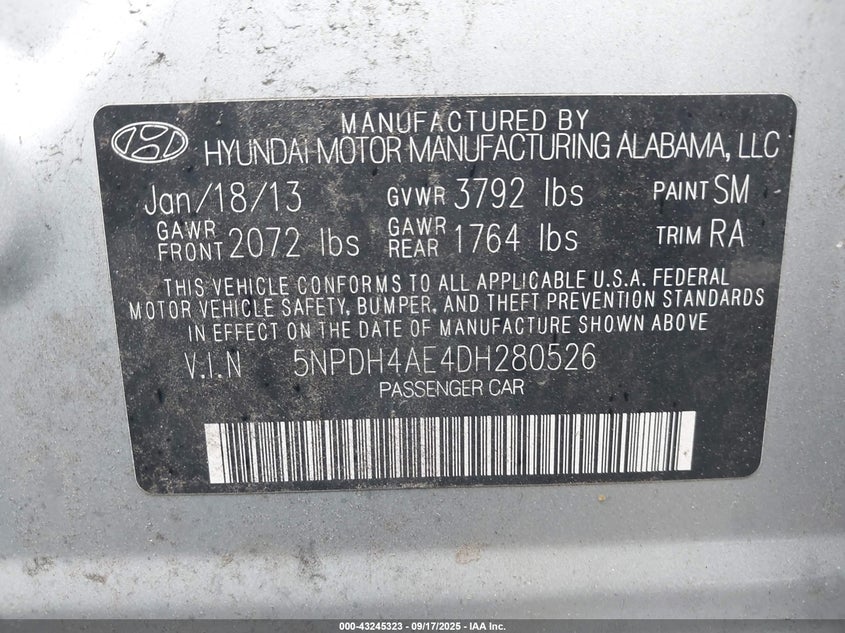 MANUFACTURED BY
HYUNDAI MOTOR MANUFACTURING ALABAMA, LLC
Jan/18/13 GVWR 3792 lbs PAINT SM
GAWR FRONT 2072 lbs GAWR REAR 1764 lbs TRIM RA
THIS VEHICLE CONFORMS TO ALL APPLICABLE U.S.A. FEDERAL
MOTOR VEHICLE SAFETY, BUMPER, AND THEFT PREVENTION STANDARDS
IN EFFECT ON THE DATE OF MANUFACTURE SHOWN ABOVE
V.I.N 5NPDH4AE4DH280526
PASSENGER CAR
000-43245323 - 09/17/2025 - IAA Inc.